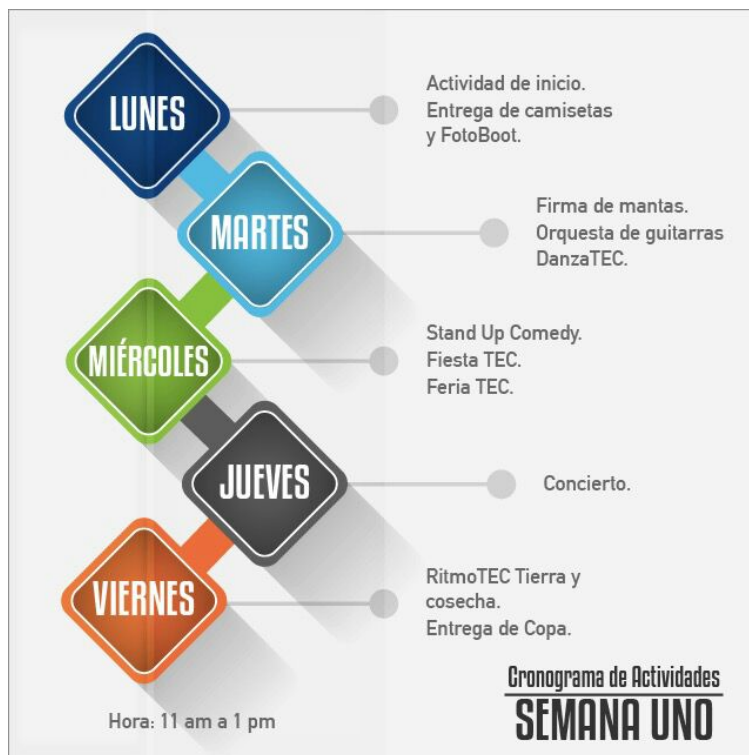 LUNES
Actividad de inicio.
Entrega de camisetas
y FotoBoot.
MARTES
Firma de mantas.
Orquesta de guitarras
DanzaTEC.
MIÉRCOLES
Stand Up Comedy.
Fiesta TEC.
Feria TEC.
JUEVES
Concierto.
VIERNES
RitmoTEC Tierra y
cosecha.
Entrega de Copa.
Hora: 11 am a 1 pm
Cronograma de Actividades
SEMANA UNO